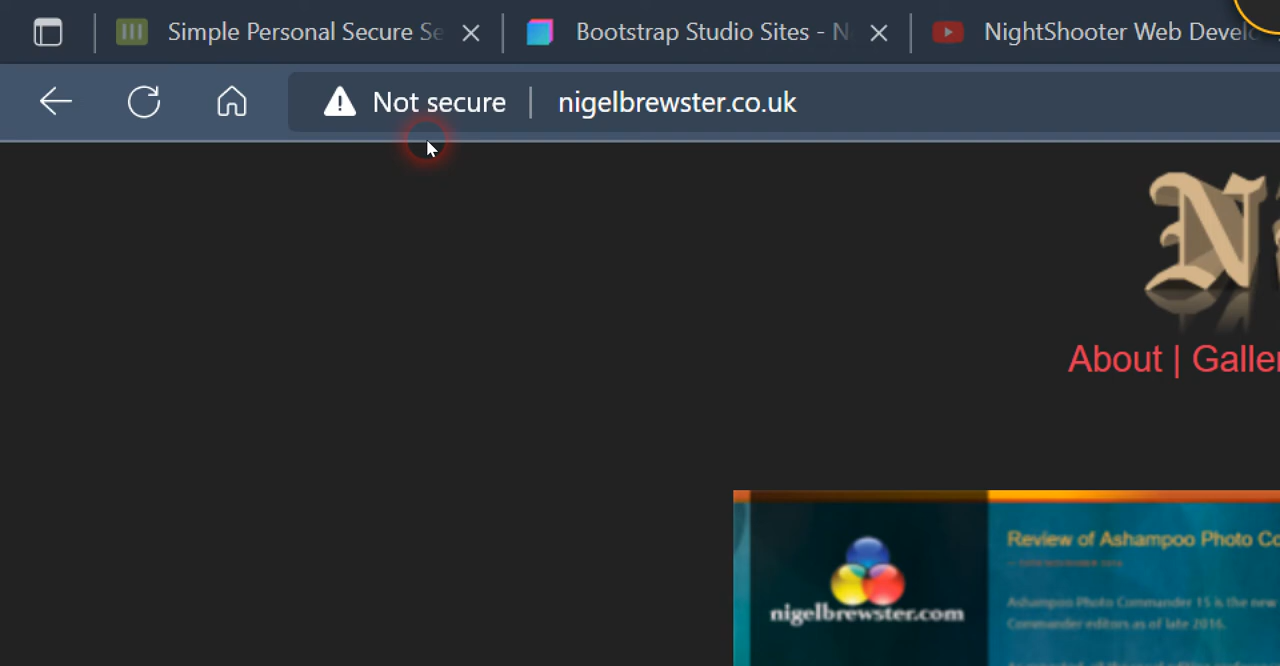 Simple Personal Secure Se
Bootstrap Studio Sites - N
NightShooter Web Devel
Not secure
nigelbrewster.co.uk
N
About | Galler
Review of Ashampoo Photo Co
Ashampoo Photo Commander 15 is the new
Commander editors as of late 2016.
nigelbrewster.com